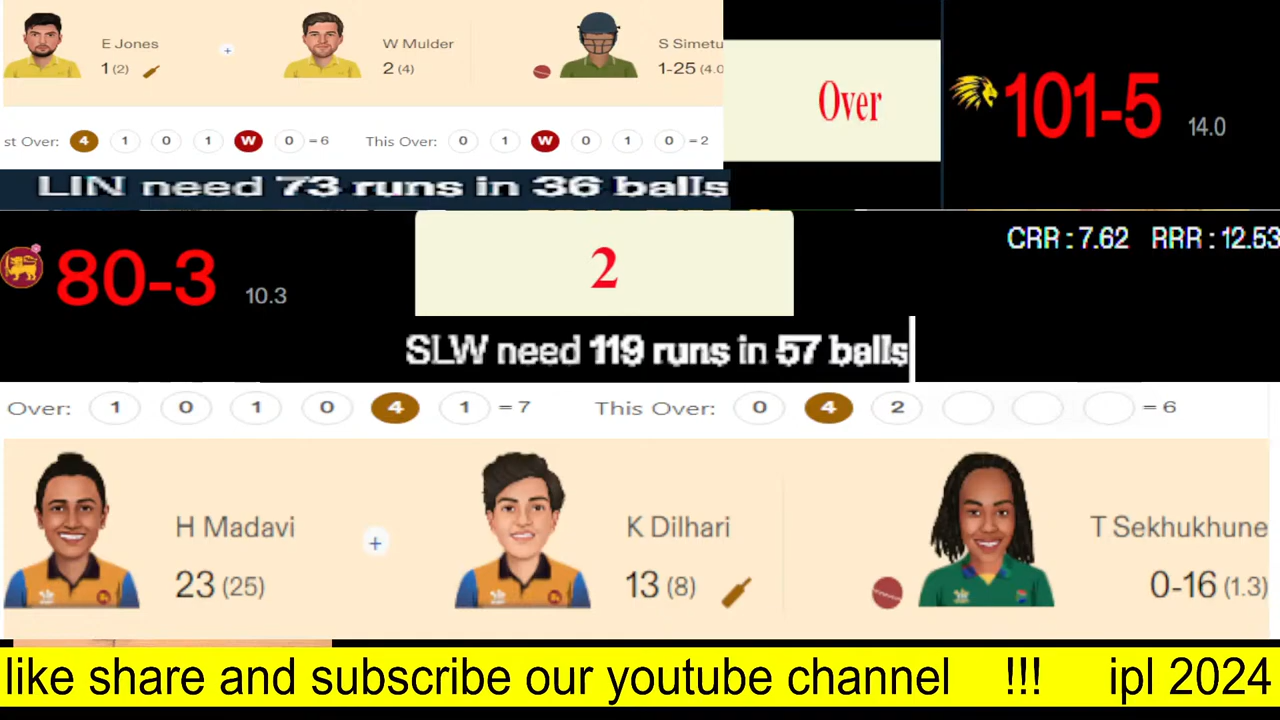 E Jones
1 (2)
+
W Mulder
2 (4)
S Simetu
1-25 (4.0
st Over: 4 1 0 1 W 0 = 6 This Over: 0 1 W 0 1 0 = 2
Over
101-5 14.0
LIN need 73 runs in 36 balls
80-3 10.3
2
CRR : 7.62 RRR : 12.53
SLW need 119 runs in 57 balls
Over: 1 0 1 0 4 1 = 7 This Over: 0 4 2 = 6
H Madavi
23 (25)
+
K Dilhari
13 (8)
T Sekhukhune
0-16 (1.3)
like share and subscribe our youtube channel !!! ipl 2024